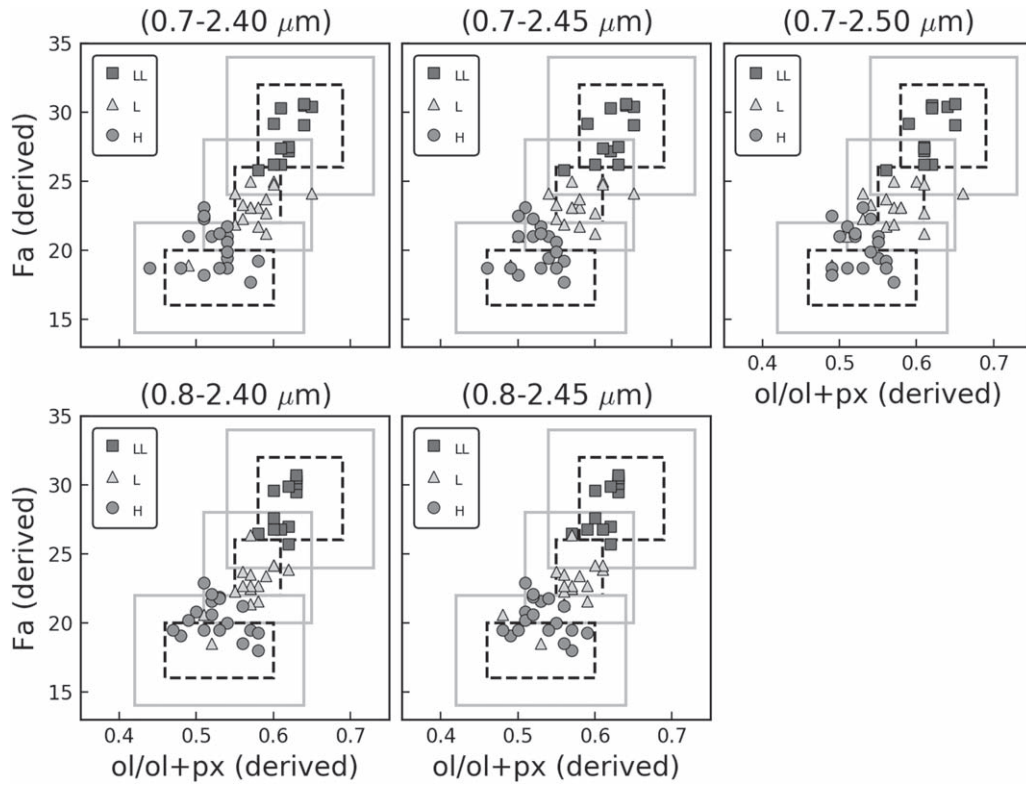 (0.7-2.40 μm)
(0.7-2.45 μm)
(0.7-2.50 μm)
35
30
25
20
15
Fa (derived)
LL
L
H
LL
L
H
LL
L
H
0.4 0.5 0.6 0.7
ol/ol+px (derived)
(0.8-2.40 μm)
(0.8-2.45 μm)
35
30
25
20
15
Fa (derived)
LL
L
H
LL
L
H
0.4 0.5 0.6 0.7
0.4 0.5 0.6 0.7
ol/ol+px (derived)
ol/ol+px (derived)